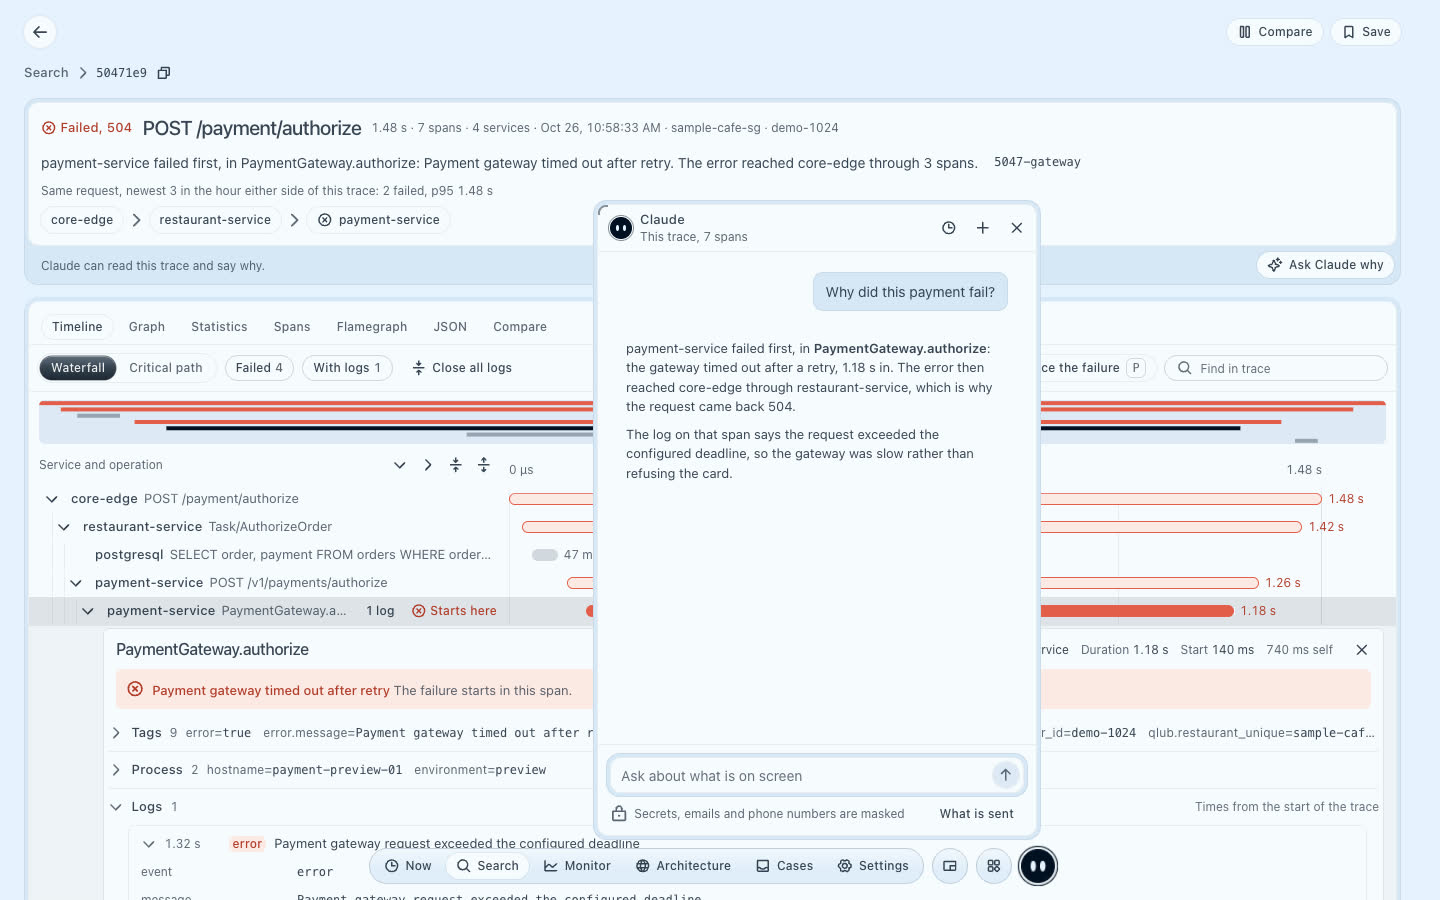 Compare
Save
Search
50471e9
Failed, 504 POST /payment/authorize 1.48 s · 7 spans · 4 services · Oct 26, 10:58:33 AM · sample-cafe-sg · demo-1024
payment-service failed first, in PaymentGateway.authorize: Payment gateway timed out after retry. The error reached core-edge through 3 spans. 5047-gateway
Same request, newest 3 in the hour either side of this trace: 2 failed, p95 1.48 s
core-edge
restaurant-service
payment-service
Claude can read this trace and say why.
Ask Claude why
Claude
This trace, 7 spans
Why did this payment fail?
payment-service failed first, in PaymentGateway.authorize:
the gateway timed out after a retry, 1.18 s in. The error then
reached core-edge through restaurant-service, which is why
the request came back 504.
The log on that span says the request exceeded the
configured deadline, so the gateway was slow rather than
refusing the card.
Ask about what is on screen
Secrets, emails and phone numbers are masked
What is sent
Timeline
Graph
Statistics
Spans
Flamegraph
JSON
Compare
Waterfall
Critical path
Failed 4
With logs 1
Close all logs
ce the failure P
Find in trace
Service and operation
0 μs
1.48 s
core-edge POST /payment/authorize
1.48 s
restaurant-service Task/AuthorizeOrder
1.42 s
postgresql SELECT order, payment FROM orders WHERE order...
47 m
payment-service POST /v1/payments/authorize
1.26 s
payment-service PaymentGateway.a... 1 log Starts here
1.18 s
PaymentGateway.authorize
rvice Duration 1.18 s Start 140 ms 740 ms self
Payment gateway timed out after retry The failure starts in this span.
Tags 9 error=true error.message=Payment gateway timed out after r
r_id=demo-1024 qlub.restaurant_unique=sample-caf...
Process 2 hostname=payment-preview-01 environment=preview
Logs 1
Times from the start of the trace
1.32 s error Payment gateway request exceeded the configured deadline
event error
message Payment gateway request exceeded the configured deadline
Now
Search
Monitor
Architecture
Cases
Settings